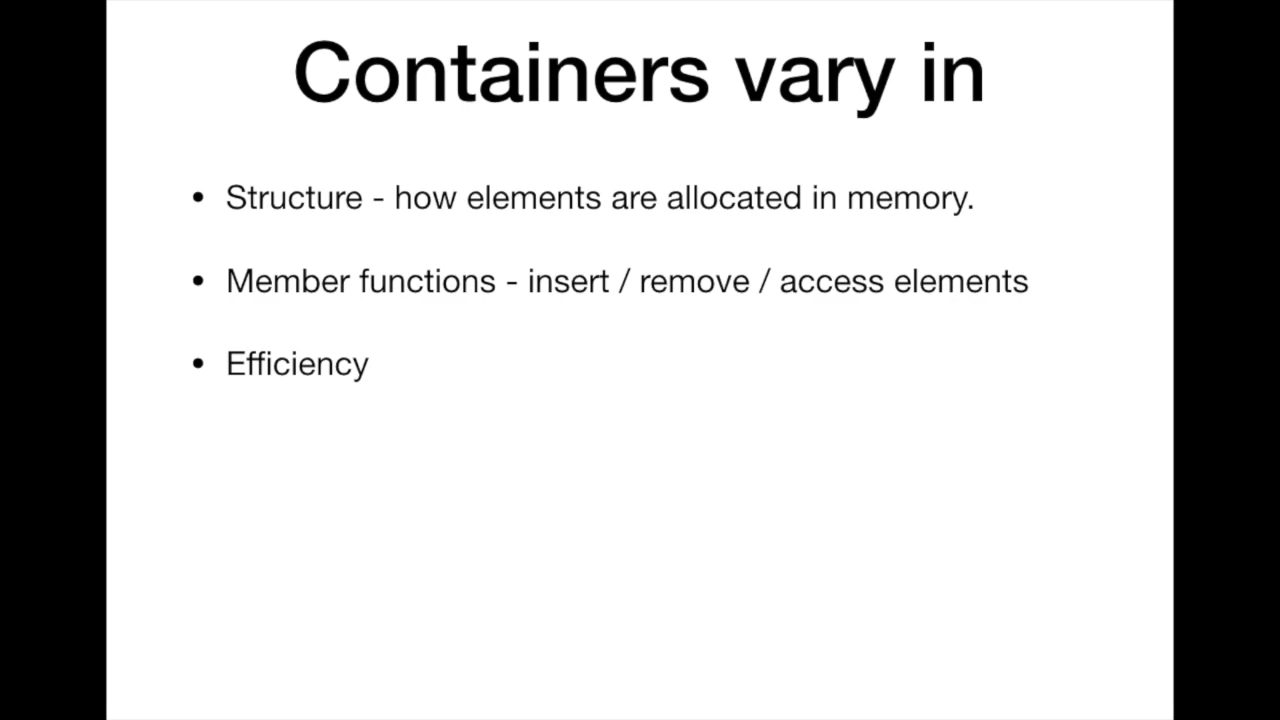 Containers vary in
• Structure - how elements are allocated in memory.
• Member functions - insert / remove / access elements
• Efficiency